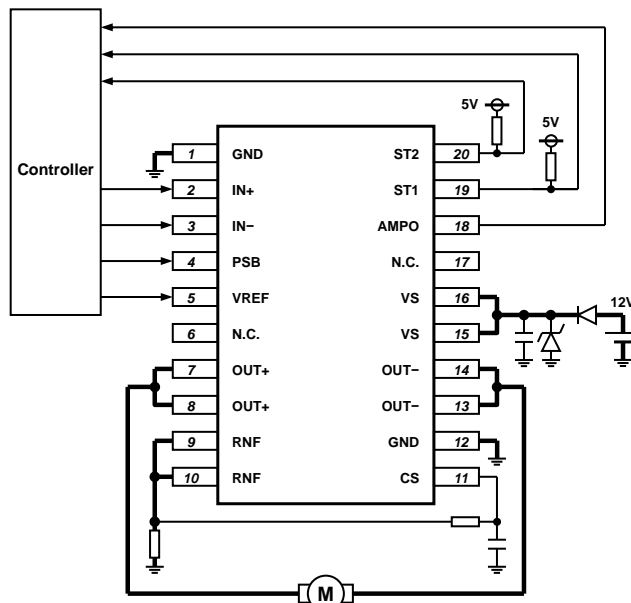 5V
5V
Controller
1 GND ST2 20
2 IN+ ST1 19
3 IN− AMPO 18
4 PSB N.C. 17
5 VREF VS 16
12V
6 N.C. VS 15
7 OUT+ OUT− 14
8 OUT+ OUT− 13
9 RNF GND 12
10 RNF CS 11
M